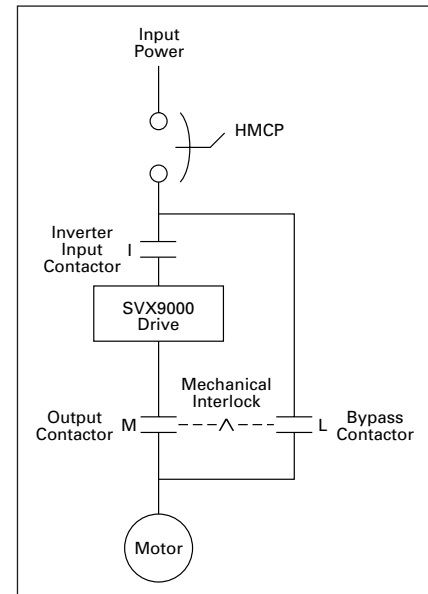 Input
Power
HMCP
Inverter
Input
Contactor
I
SVX9000
Drive
Mechanical
Interlock
Output
Contactor
M
L
Bypass
Contactor
Motor